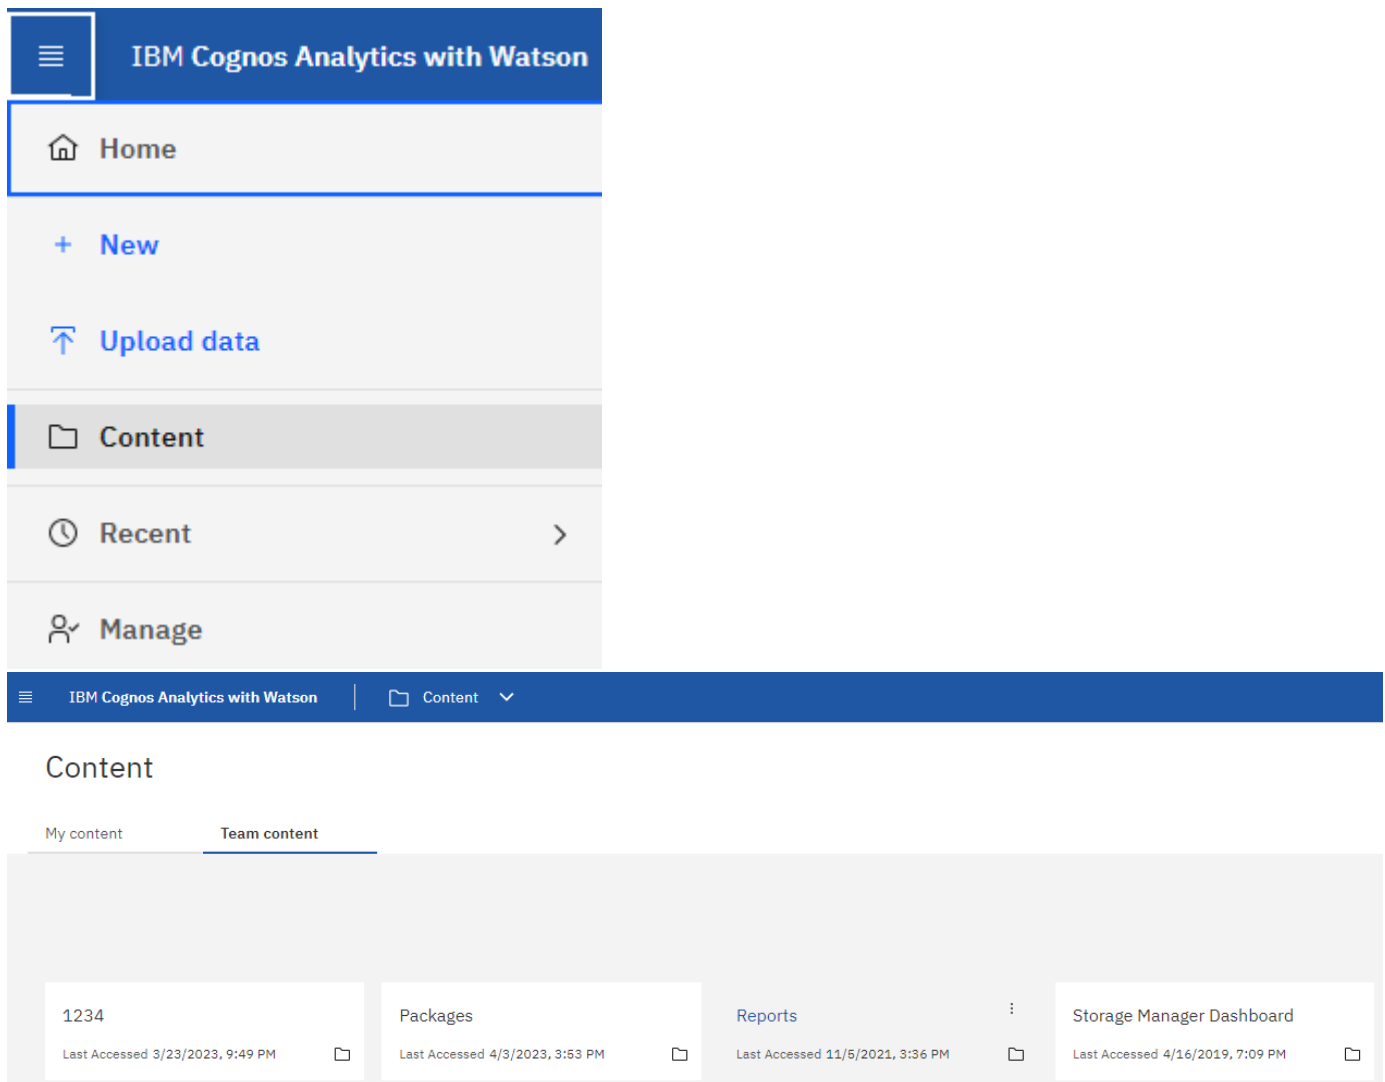 IBM Cognos Analytics with Watson
Home
New
Upload data
Content
Recent
Manage
IBM Cognos Analytics with Watson Content
Content
My content Team content
1234 Packages Reports Storage Manager Dashboard
Last Accessed 3/23/2023, 9:49 PM Last Accessed 4/3/2023, 3:53 PM Last Accessed 11/5/2021, 3:36 PM Last Accessed 4/16/2019, 7:09 PM